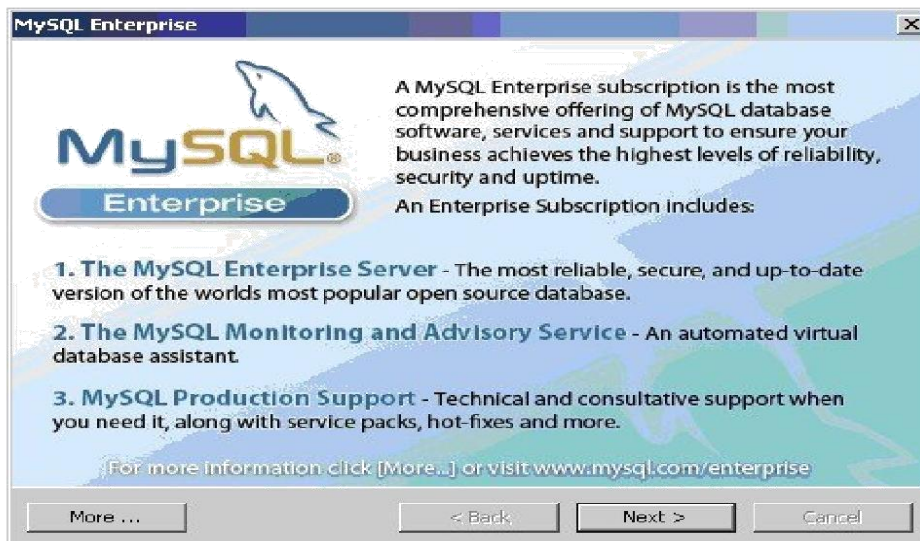 MySQL Enterprise
MySQL®
Enterprise
A MySQL Enterprise subscription is the most
comprehensive offering of MySQL database
software, services and support to ensure your
business achieves the highest levels of reliability,
security and uptime.
An Enterprise Subscription includes:
1. The MySQL Enterprise Server - The most reliable, secure, and up-to-date
version of the worlds most popular open source database.
2. The MySQL Monitoring and Advisory Service - An automated virtual
database assistant.
3. MySQL Production Support - Technical and consultative support when
you need it, along with service packs, hot-fixes and more.
For more information click [More...] or visit www.mysql.com/enterprise
More ...
< Back
Next >
Cancel